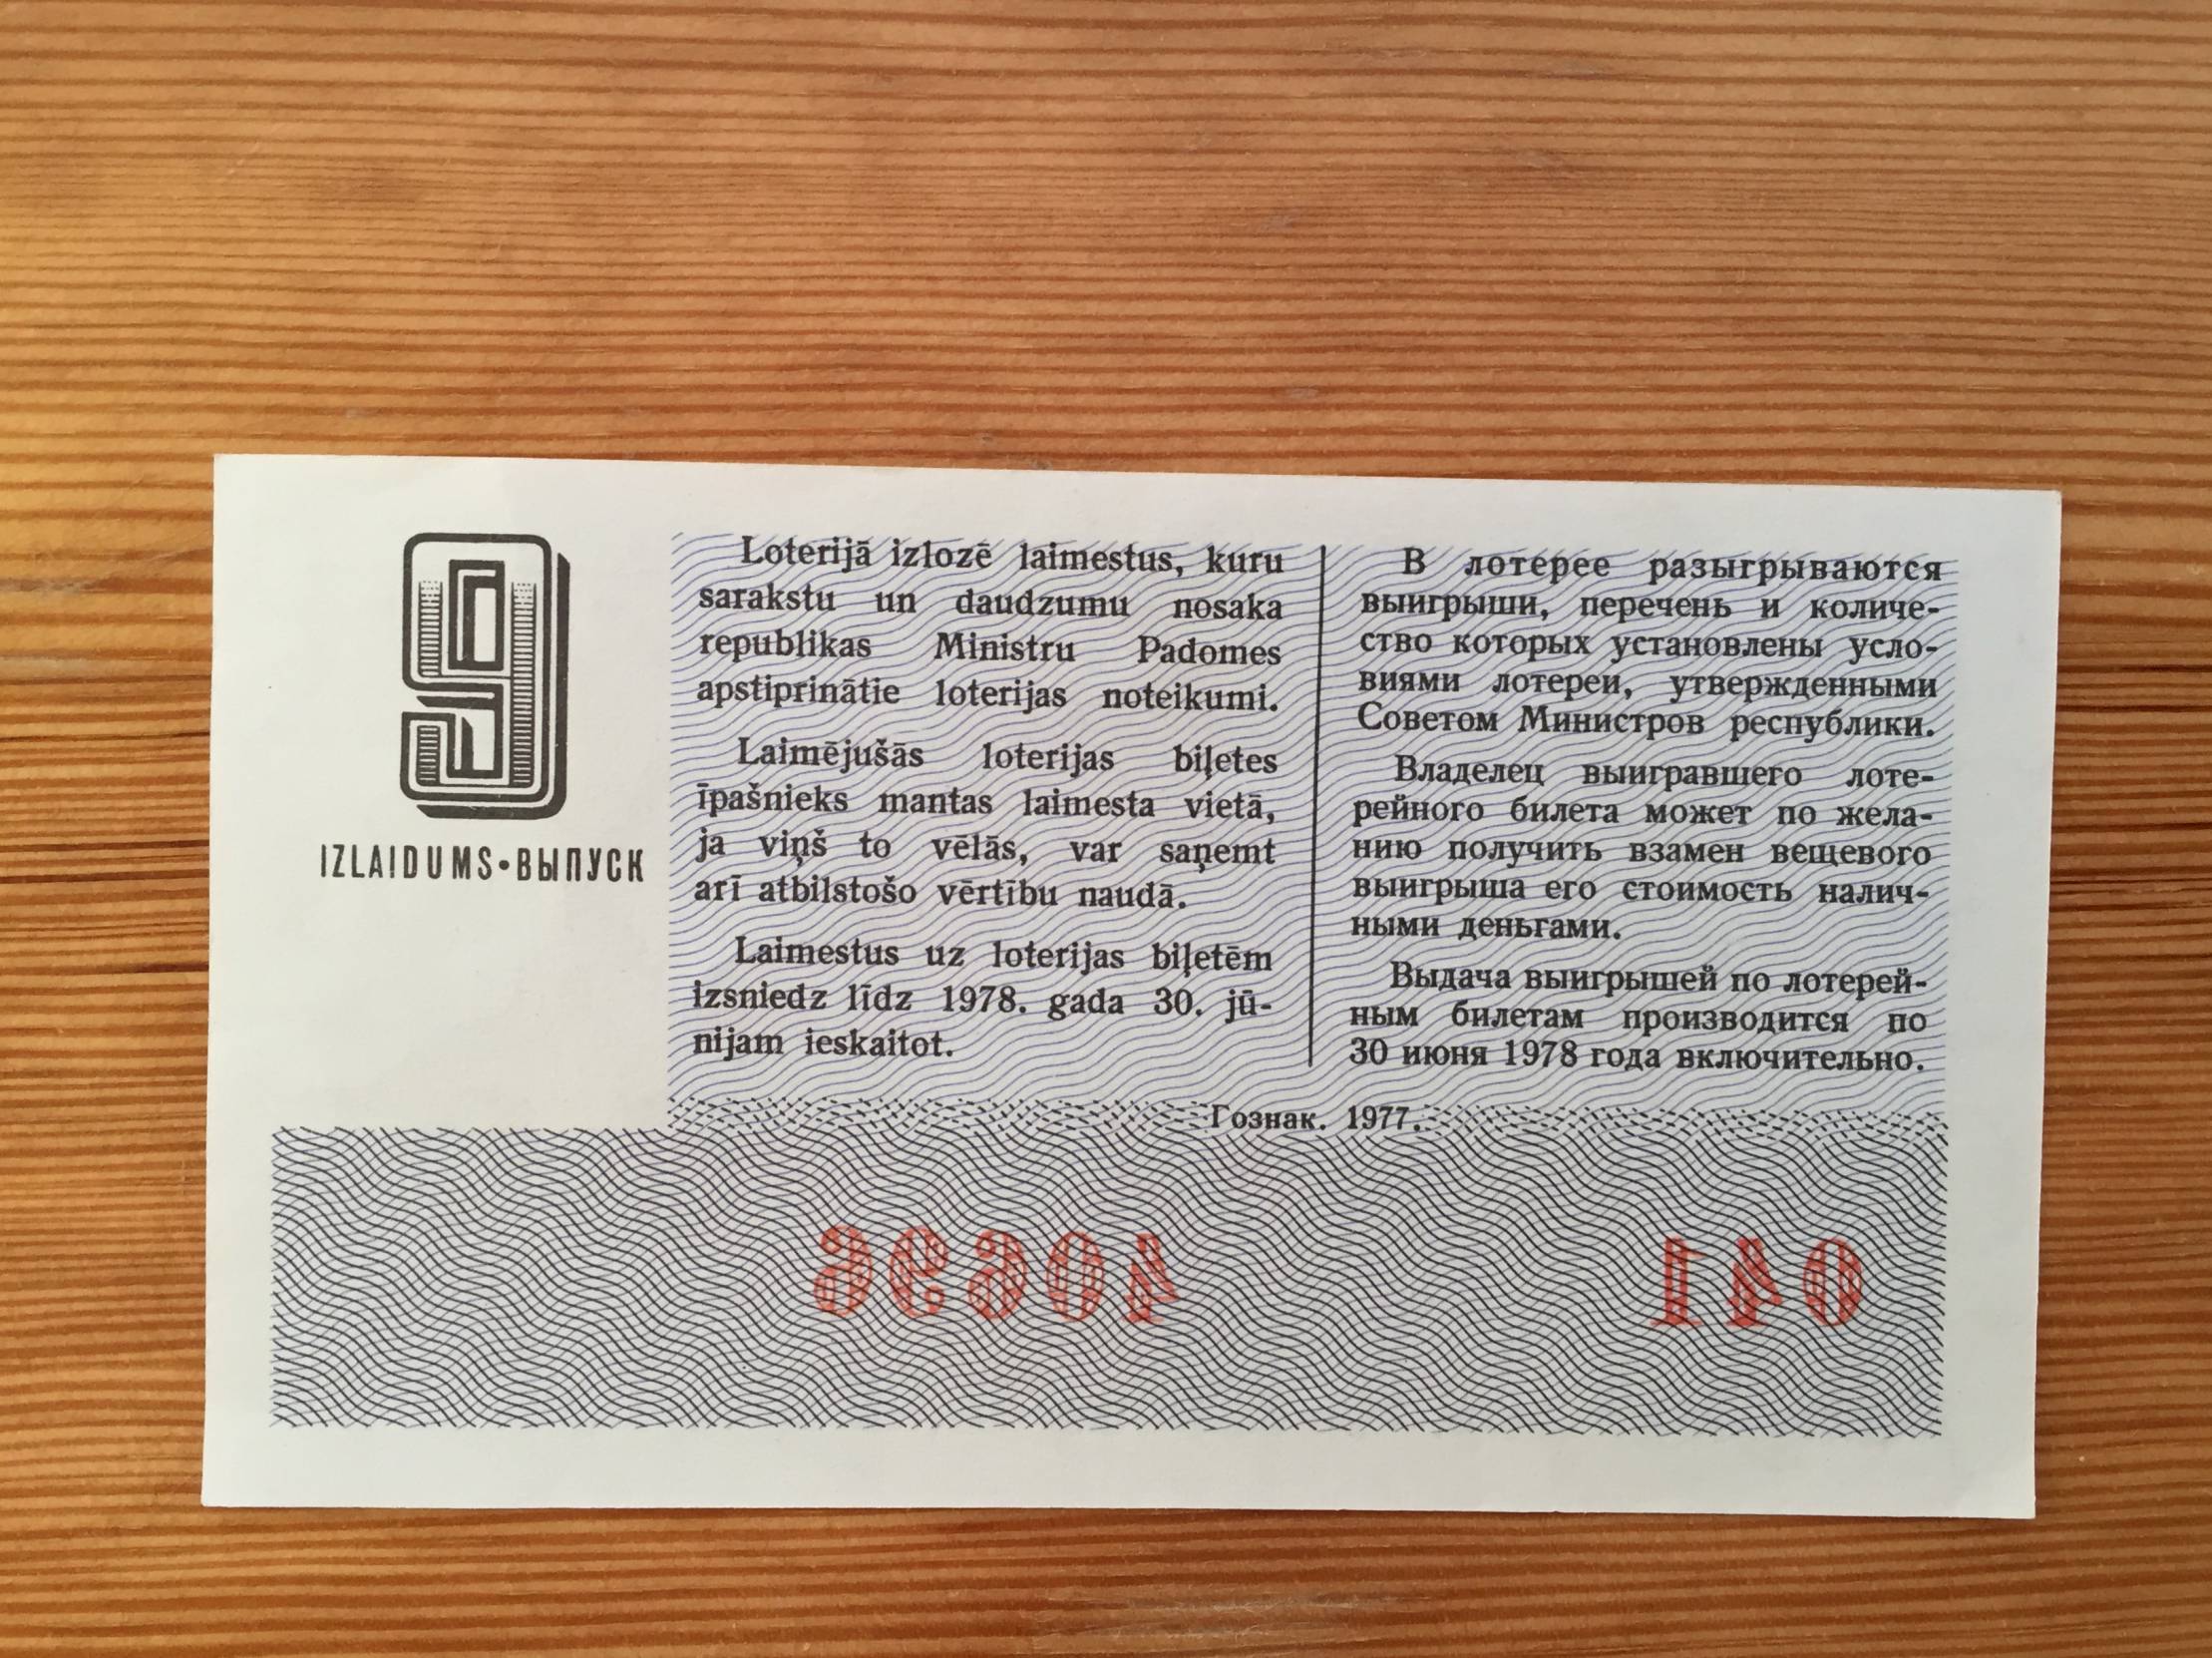 9
IZLAIDUMS•ВЫПУСК
Loterijā izlozē laimestus, kuru
sarakstu un daudzumu nosaka
republikas Ministru Padomes
apstiprinātie loterijas noteikumi.
Laimējušās loterijas biļetes
īpašnieks mantas laimesta vietā,
ja viņš to vēlās, var saņemt
arī atbilstošo vērtību naudā.
Laimestus uz loterijas biļetēm
izsniedz līdz 1978. gada 30. jū-
nijam ieskaitot.
В лотерее разыгрываются
выигрыши, перечень и количе-
ство которых установлены усло-
виями лотереи, утвержденными
Советом Министров республики.
Владелец выигравшего лоте-
рейного билета может по жела-
нию получить взамен вещевого
выигрыша его стоимость налич-
ными деньгами.
Выдача выигрышей по лотерей-
ным билетам производится по
30 июня 1978 года включительно.
Гознак. 1977.
041 40696